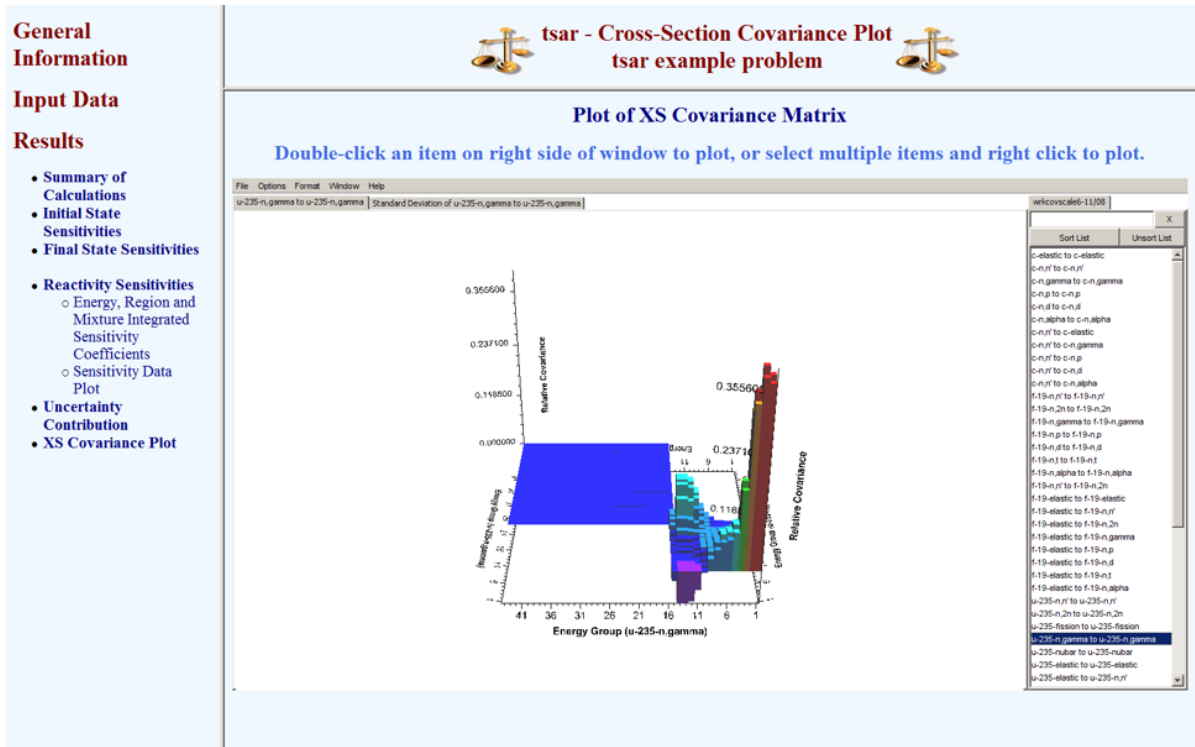 General
Information
Input Data
Results
Summary of
Calculations
Initial State
Sensitivities
Final State Sensitivities
Reactivity Sensitivities
Energy, Region and
Mixture Integrated
Sensitivity
Coefficients
Sensitivity Data
Plot
Uncertainty
Contribution
XS Covariance Plot
tsar - Cross-Section Covariance Plot
tsar example problem
Plot of XS Covariance Matrix
Double-click an item on right side of window to plot, or select multiple items and right click to plot.
File Options Format Window Help
u-235-n,gamma to u-235-n,gamma
Standard Deviation of u-235-n,gamma to u-235-n,gamma
0.237100
0.118600
0.000000
Relative Covariance
0.35560
0.2371
0.118
Relative Covariance
Energy
11 6 1
41 36 31 26 21 16 11 6 1
Energy Group (u-235-n,gamma)
wrkcovscale6-11/08
X
Sort List Unsort List
c-elastic to c-elastic
c-n,n' to c-n,n'
c-n,gamma to c-n,gamma
c-n,p to c-n,p
c-n,d to c-n,d
c-n,alpha to c-n,alpha
c-n,n' to c-elastic
c-n,n' to c-n,gamma
c-n,n' to c-n,p
c-n,n' to c-n,d
c-n,n' to c-n,alpha
f-19-n,n' to f-19-n,n'
f-19-n,2n to f-19-n,2n
f-19-n,gamma to f-19-n,gamma
f-19-n,p to f-19-n,p
f-19-n,d to f-19-n,d
f-19-n,t to f-19-n,t
f-19-n,alpha to f-19-n,alpha
f-19-n,n' to f-19-n,2n
f-19-elastic to f-19-elastic
f-19-elastic to f-19-n,n'
f-19-elastic to f-19-n,2n
f-19-elastic to f-19-n,gamma
f-19-elastic to f-19-n,p
f-19-elastic to f-19-n,d
f-19-elastic to f-19-n,t
f-19-elastic to f-19-n,alpha
u-235-n,n' to u-235-n,n'
u-235-n,2n to u-235-n,2n
u-235-fission to u-235-fission
u-235-n,gamma to u-235-n,gamma
u-235-nubar to u-235-nubar
u-235-elastic to u-235-elastic
u-235-elastic to u-235-n,n'